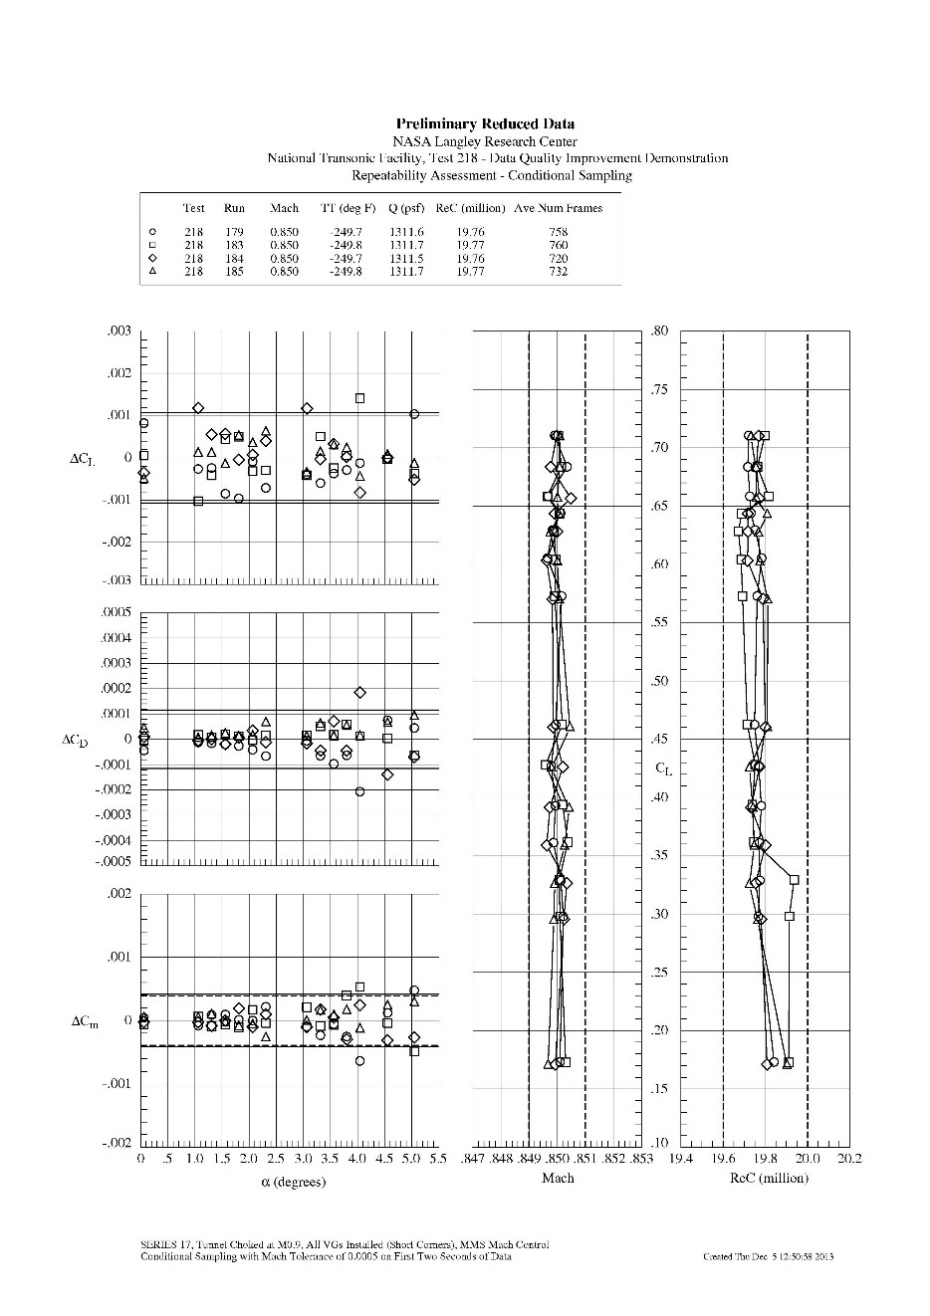 Preliminary Reduced Data
NASA Langley Research Center
National Transonic Facility, Test 218 - Data Quality Improvement Demonstration
Repeatability Assessment - Conditional Sampling
Test Run Mach TT (deg F) Q (psf) ReC (million) Ave Num Frames
218 179 0.850 -249.7 1311.6 19.76 758
218 183 0.850 -249.8 1311.7 19.77 760
218 184 0.850 -249.7 1311.5 19.76 720
218 185 0.850 -249.8 1311.7 19.77 732
.003
.002
.001
0
-.001
-.002
-.003
ΔCL
.0005
.0004
.0003
.0002
.0001
0
-.0001
-.0002
-.0003
-.0004
-.0005
ΔCD
.002
.001
0
-.001
-.002
ΔCm
0 .5 1.0 1.5 2.0 2.5 3.0 3.5 4.0 4.5 5.0 5.5
α (degrees)
.847 .848 .849 .850 .851 .852 .853
Mach
.80
.75
.70
.65
.60
.55
.50
.45
CL
.40
.35
.30
.25
.20
.15
.10
19.4 19.6 19.8 20.0 20.2
ReC (million)
SERIES 17, Tunnel Choked at M0.9, All VGs Installed (Short Corners), MMS Mach Control
Conditional Sampling with Mach Tolerance of 0.0005 on First Two Seconds of Data
Created Thu Dec 5 12:50:58 2013